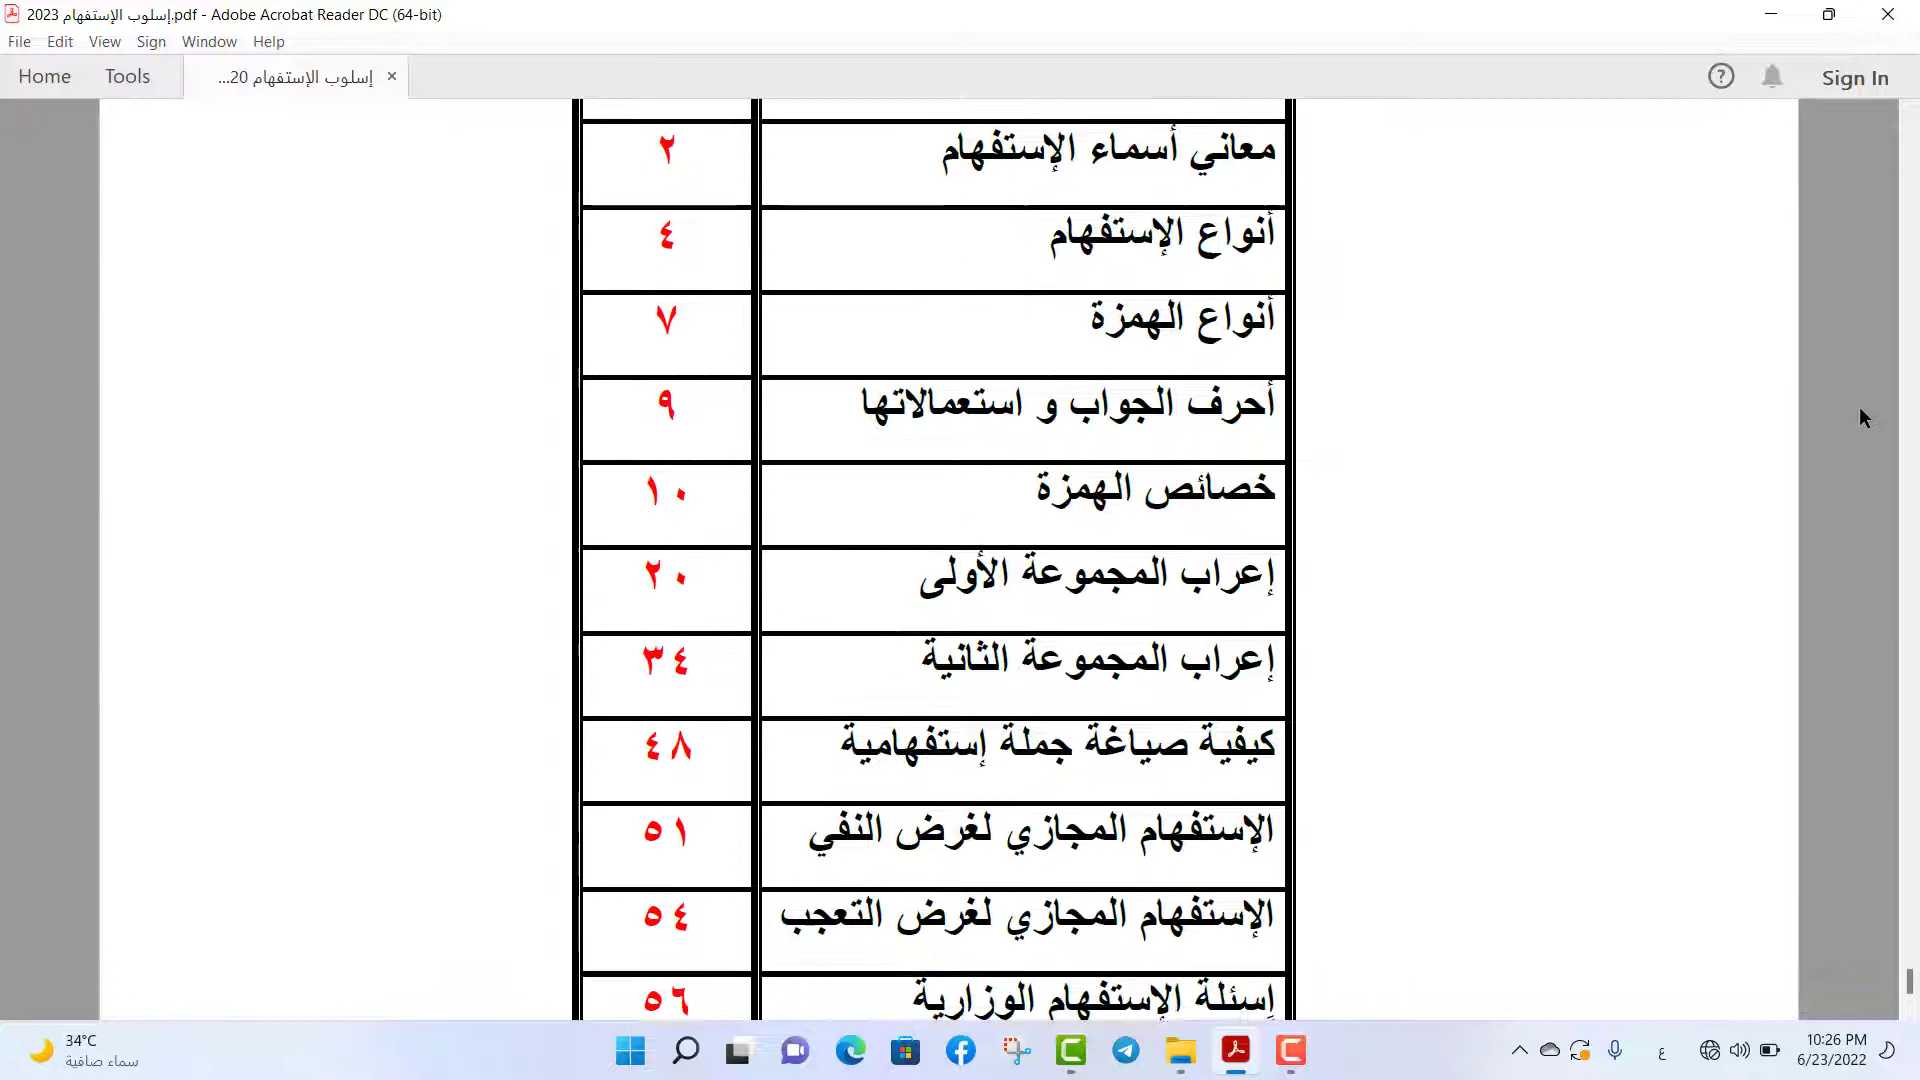 إسلوب الإستفهام 2023.pdf - Adobe Acrobat Reader DC (64-bit)
File Edit View Sign Window Help
Home Tools إسلوب الإستفهام 20... × Sign In
معاني أسماء الإستفهام ٢
أنواع الإستفهام ٤
أنواع الهمزة ٧
أحرف الجواب و استعمالاتها ٩
خصائص الهمزة ١٠
إعراب المجموعة الأولى ٢٠
إعراب المجموعة الثانية ٣٤
كيفية صياغة جملة إستفهامية ٤٨
الإستفهام المجازي لغرض النفي ٥١
الإستفهام المجازي لغرض التعجب ٥٤
إسئلة الإستفهام الوزارية ٥٦
34°C
سماء صافية
ع
10:26 PM
6/23/2022